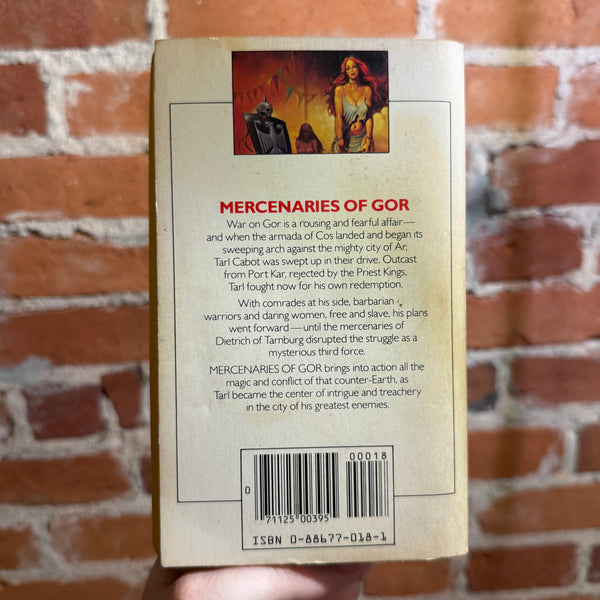 MERCENARIES OF GOR
War on Gor is a rousing and fearful affair—
and when the armada of Cos landed and began its
sweeping arch against the mighty city of Ar,
Tarl Cabot was swept up in their drive. Outcast
from Port Kar, rejected by the Priest Kings,
Tarl fought now for his own redemption.
With comrades at his side, barbarian
warriors and daring women, free and slave, his plans
went forward—until the mercenaries of
Dietrich of Tarnburg disrupted the struggle as a
mysterious third force.
MERCENARIES OF GOR brings into action all the
magic and conflict of that counter-Earth, as
Tarl became the center of intrigue and treachery
in the city of his greatest enemies.
00018
0
71125 00395
ISBN 0-88677-018-1